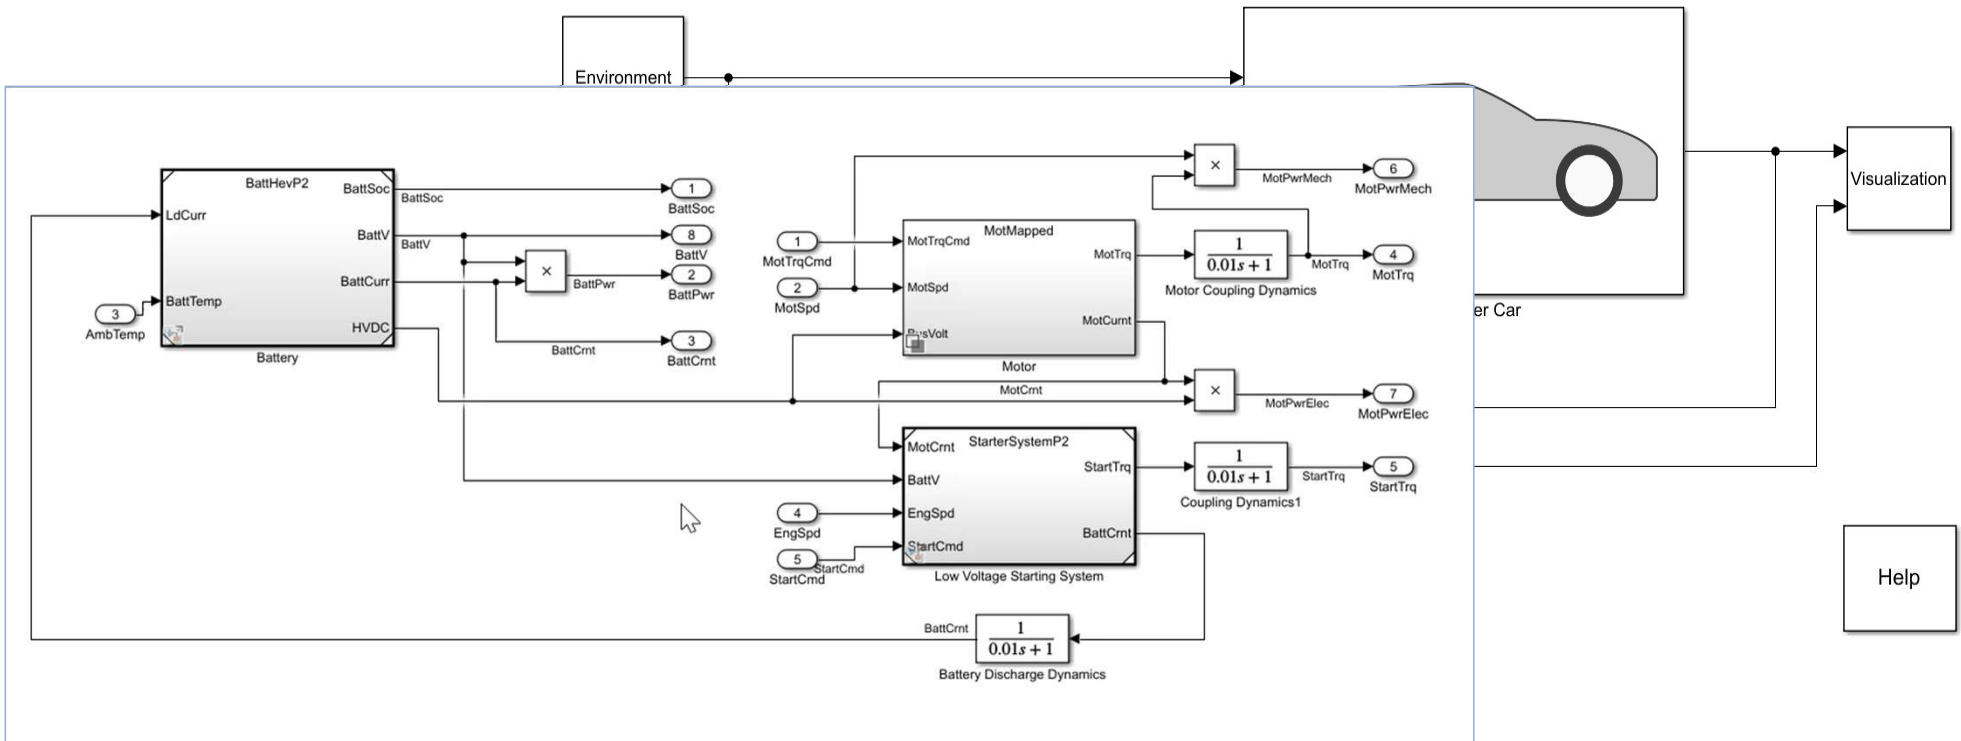 Environment
BattHevP2
LdCurr
BattTemp
BattSoc
BattV
BattCurr
HVDC
Battery
3
AmbTemp
BattSoc
1
BattSoc
BattV
8
BattV
×
BattPwr
2
BattPwr
BattCrnt
3
BattCrnt
1
MotTrqCmd
2
MotSpd
MotMapped
MotTrqCmd
MotSpd
BusVolt
MotTrq
MotCurnt
Motor
×
MotPwrMech
6
MotPwrMech
1
0.01s + 1
Motor Coupling Dynamics
MotTrq
4
MotTrq
MotCrnt
×
MotPwrElec
7
MotPwrElec
StarterSystemP2
MotCrnt
BattV
EngSpd
StartCmd
StartTrq
BattCrnt
Low Voltage Starting System
4
EngSpd
5
StartCmd
StartCmd
1
0.01s + 1
Coupling Dynamics1
StartTrq
5
StartTrq
BattCrnt
1
0.01s + 1
Battery Discharge Dynamics
er Car
Visualization
Help